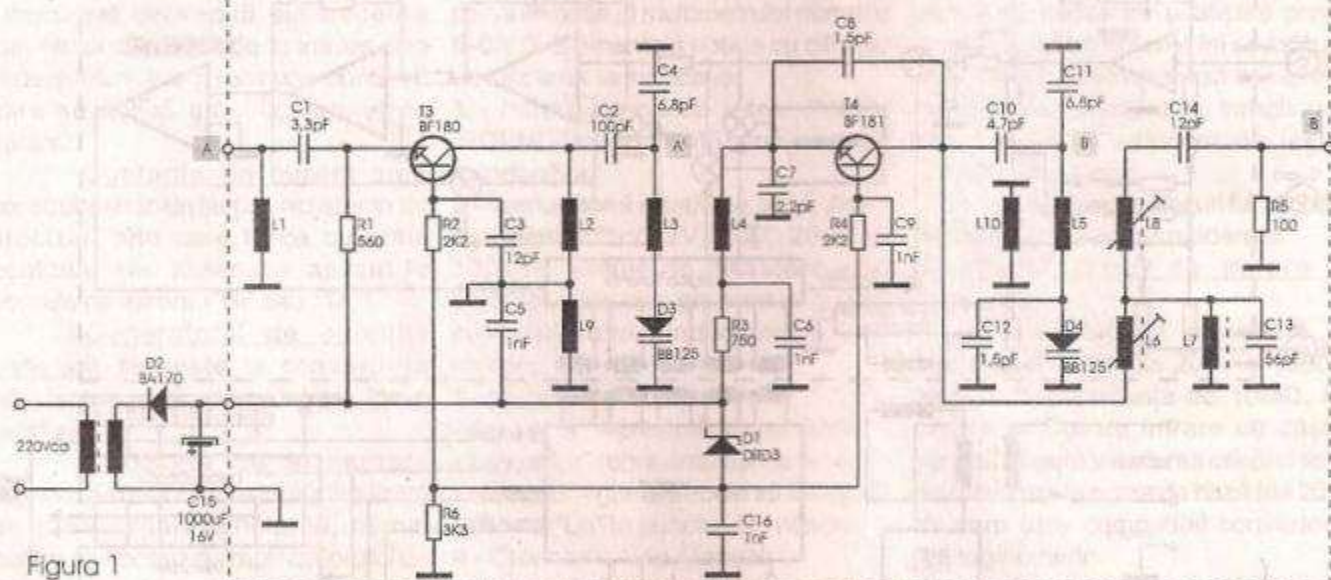 C8
1,5pF
C4
6,8pF
C11
6,8pF
C1
3,3pF
T3
BF180
C2
100pF
T4
BF181
C10
4,7pF
C14
12pF
A
A'
B
B'
L1
R1
560
R2
2K2
C3
12pF
L2
L3
L4
C7
2,2pF
R4
2K2
C9
1nF
L10
L5
L8
R5
100
C5
1nF
L9
D3
BB125
R3
750
C6
1nF
C12
1,5pF
D4
BB125
L6
L7
C13
56pF
D2
BA170
220Vca
C15
1000uF
16V
D1
DRD3
R6
3K3
C16
1nF
Figura 1